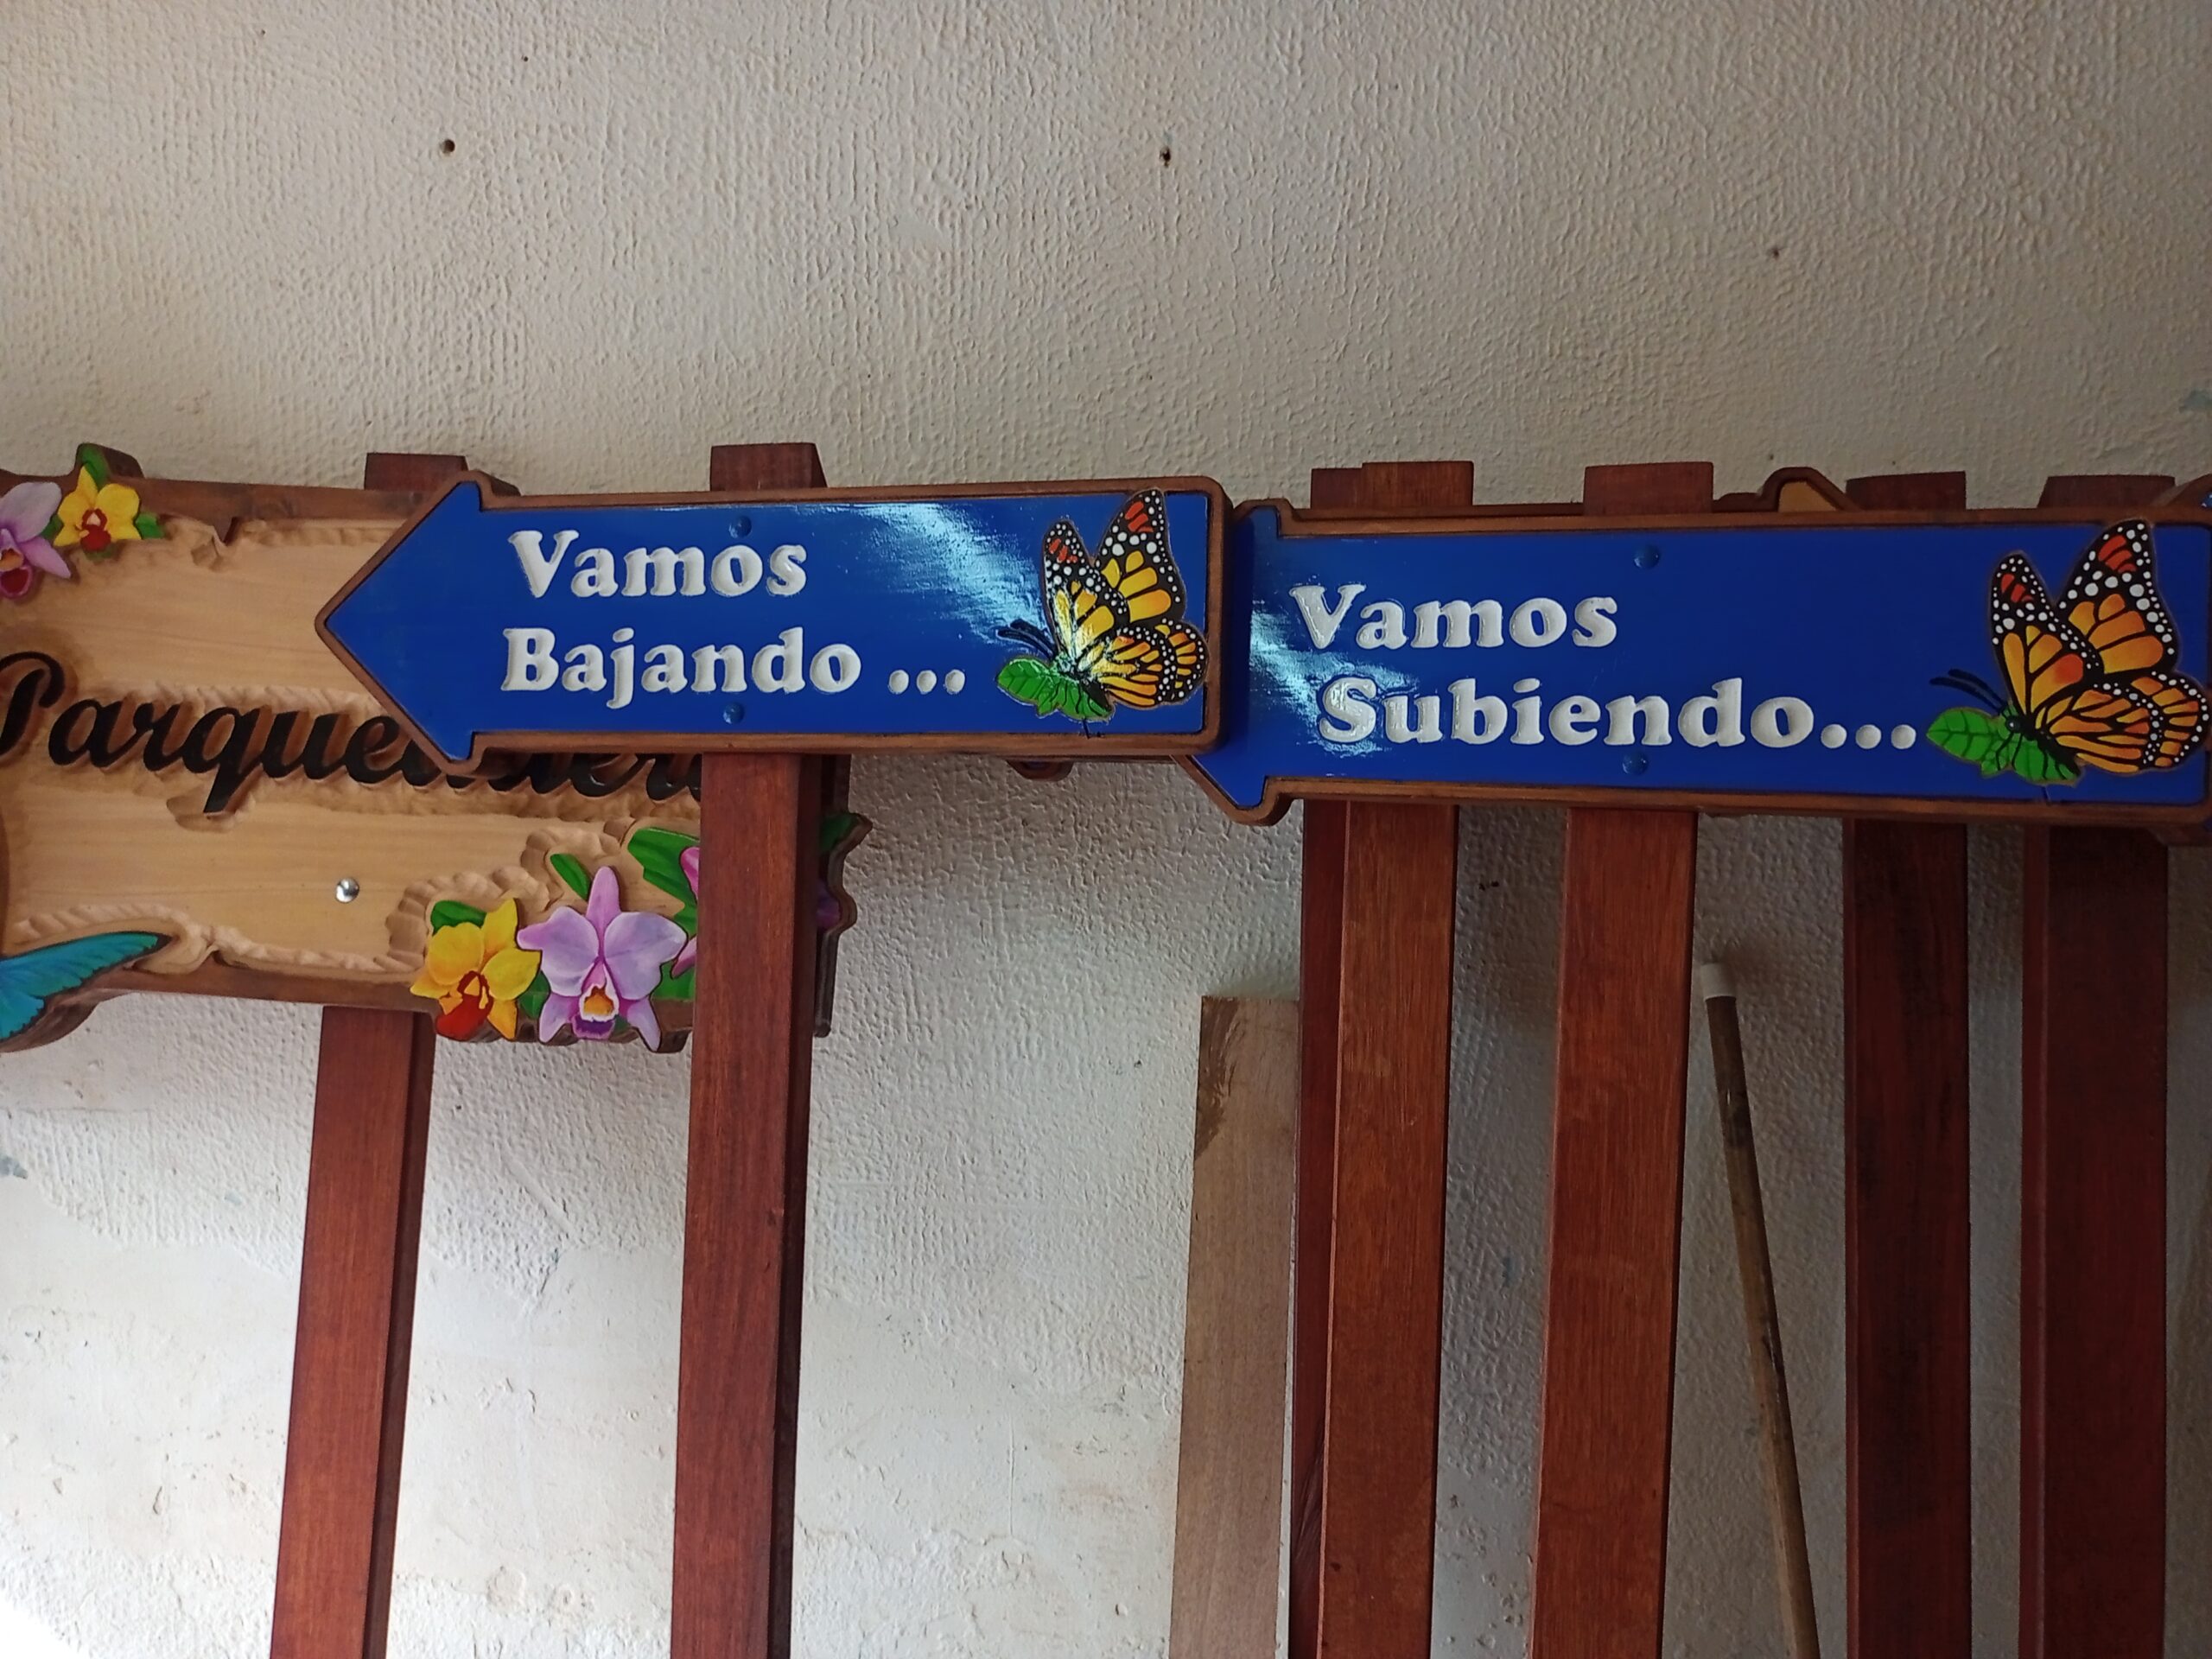 Vamos
Bajando ...
Vamos
Subiendo...